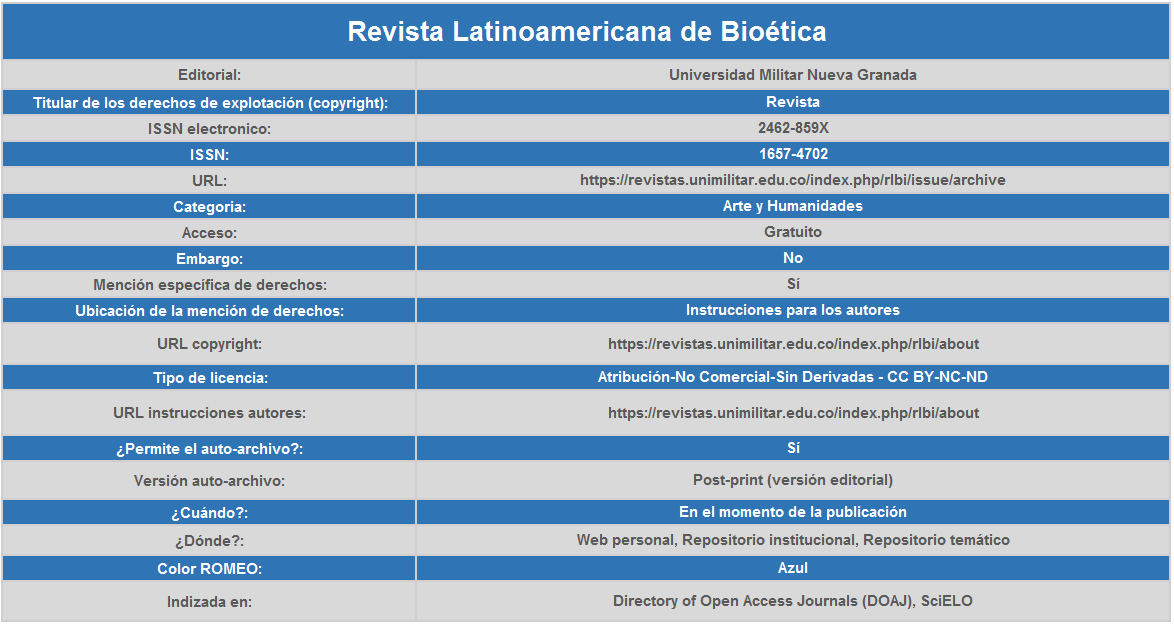 Revista Latinoamericana de Bioética
Editorial: Universidad Militar Nueva Granada
Titular de los derechos de explotación (copyright): Revista
ISSN electronico: 2462-859X
ISSN: 1657-4702
URL: https://revistas.unimilitar.edu.co/index.php/rlbi/issue/archive
Categoria: Arte y Humanidades
Acceso: Gratuito
Embargo: No
Mención específica de derechos: Sí
Ubicación de la mención de derechos: Instrucciones para los autores
URL copyright: https://revistas.unimilitar.edu.co/index.php/rlbi/about
Tipo de licencia: Atribución-No Comercial-Sin Derivadas - CC BY-NC-ND
URL instrucciones autores: https://revistas.unimilitar.edu.co/index.php/rlbi/about
¿Permite el auto-archivo?: Sí
Versión auto-archivo: Post-print (versión editorial)
¿Cuándo?: En el momento de la publicación
¿Dónde?: Web personal, Repositorio institucional, Repositorio temático
Color ROMEO: Azul
Indizada en: Directory of Open Access Journals (DOAJ), SciELO